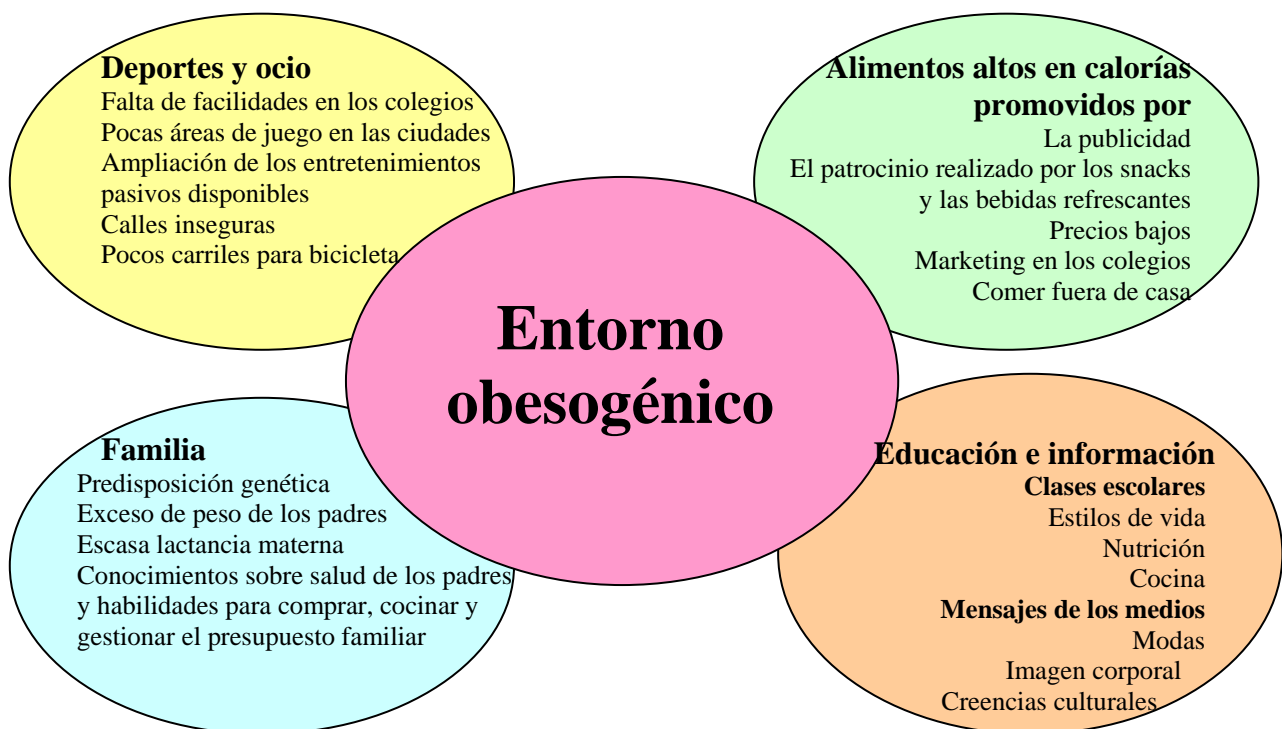 Deportes y ocio
Falta de facilidades en los colegios
Pocas áreas de juego en las ciudades
Ampliación de los entretenimientos
pasivos disponibles
Calles inseguras
Pocos carriles para bicicleta
Alimentos altos en calorías
promovidos por
La publicidad
El patrocinio realizado por los snacks
y las bebidas refrescantes
Precios bajos
Marketing en los colegios
Comer fuera de casa
Entorno
obesogénico
Familia
Predisposición genética
Exceso de peso de los padres
Escasa lactancia materna
Conocimientos sobre salud de los padres
y habilidades para comprar, cocinar y
gestionar el presupuesto familiar
Educación e información
Clases escolares
Estilos de vida
Nutrición
Cocina
Mensajes de los medios
Modas
Imagen corporal
Creencias culturales